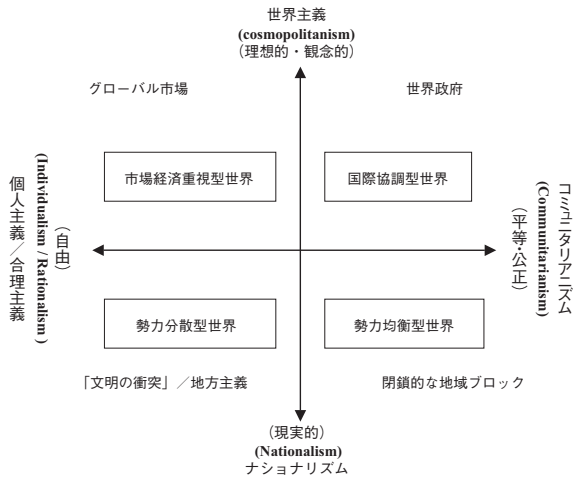 世界主義
(cosmopolitanism)
（理想的・観念的）
グローバル市場
世界政府
市場経済重視型世界
国際協調型世界
個人主義／合理主義
(Individualism / Rationalism)
（自由）
（平等・公正）
(Communitarianism)
コミュニタリアニズム
勢力分散型世界
勢力均衡型世界
「文明の衝突」／地方主義
閉鎖的な地域ブロック
（現実的）
(Nationalism)
ナショナリズム